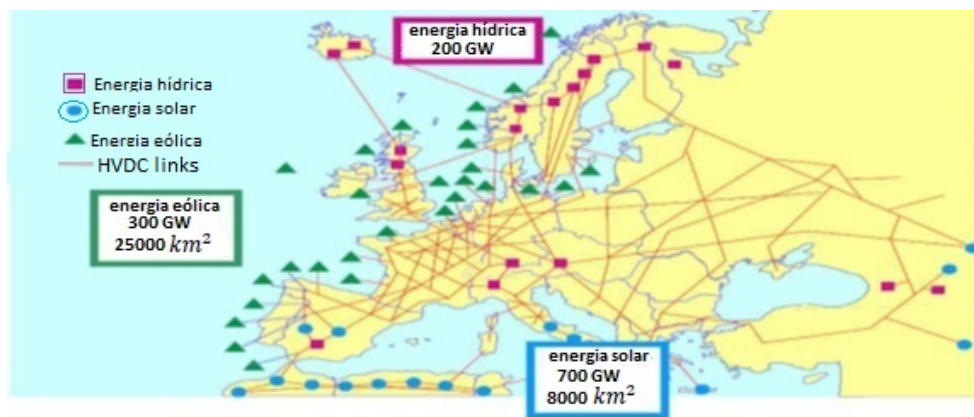 energia hídrica
200 GW
Energia hídrica
Energia solar
Energia eólica
HVDC links
energia eólica
300 GW
25000 km²
energia solar
700 GW
8000 km²